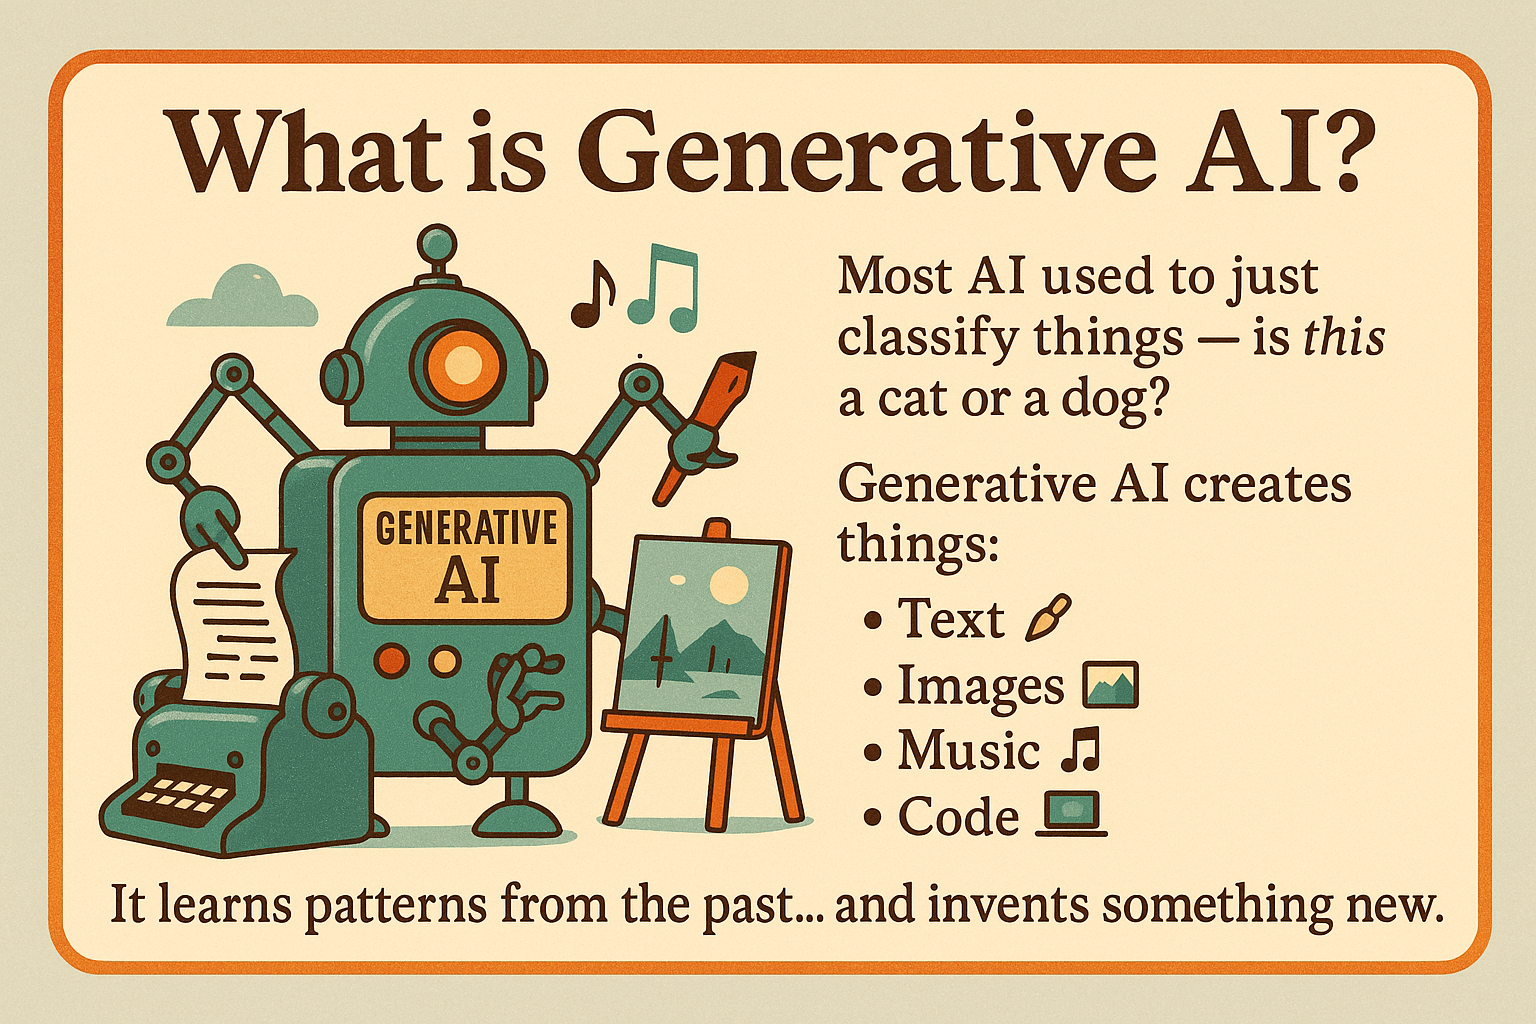 What is Generative AI?
GENERATIVE
AI
Most AI used to just
classify things — is this
a cat or a dog?
Generative AI creates
things:
• Text
• Images
• Music
• Code
It learns patterns from the past... and invents something new.